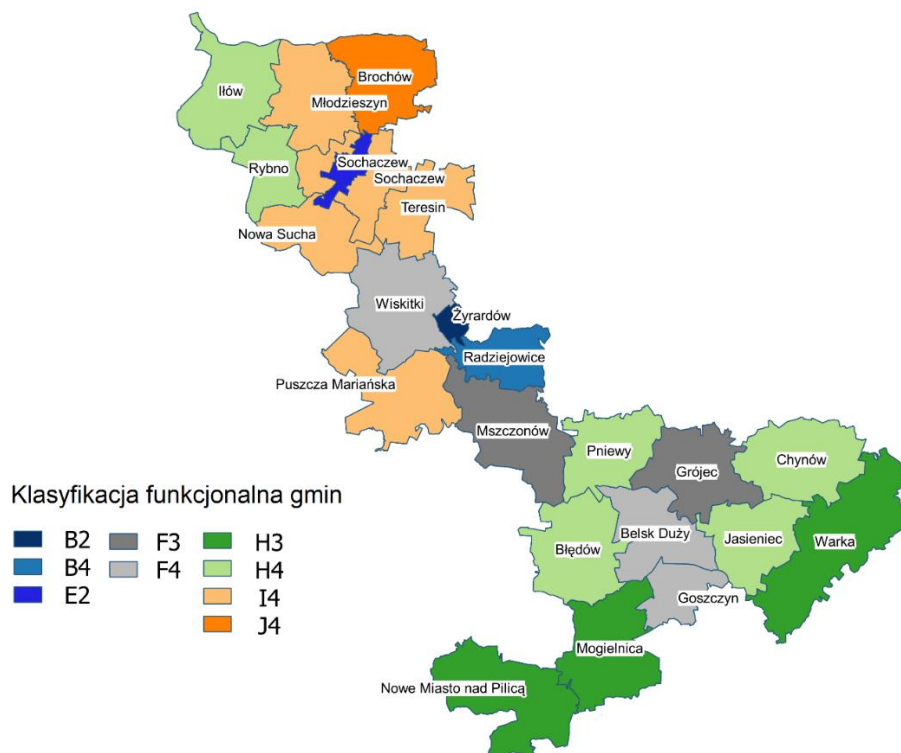 Brochów
Iłów
Młodzieszyn
Sochaczew
Rybno
Sochaczew
Teresin
Nowa Sucha
Wiskitki
Żyrardów
Radziejowice
Puszcza Mariańska
Mszczonów
Pniewy
Grójec
Chynów
Klasyfikacja funkcjonalna gmin
B2 F3 H3
B4 F4 H4
E2 I4
J4
Błędów
Belsk Duży
Jasieniec
Warka
Goszczyn
Mogielnica
Nowe Miasto nad Pilicą